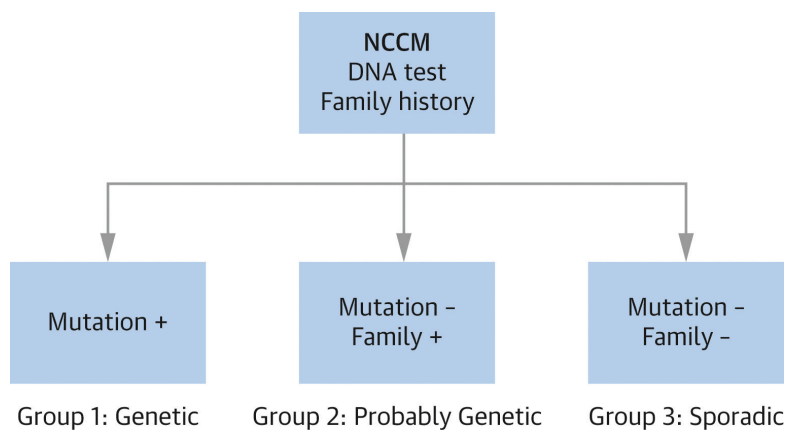 NCCM
DNA test
Family history
Mutation +
Mutation –
Family +
Mutation –
Family –
Group 1: Genetic
Group 2: Probably Genetic
Group 3: Sporadic